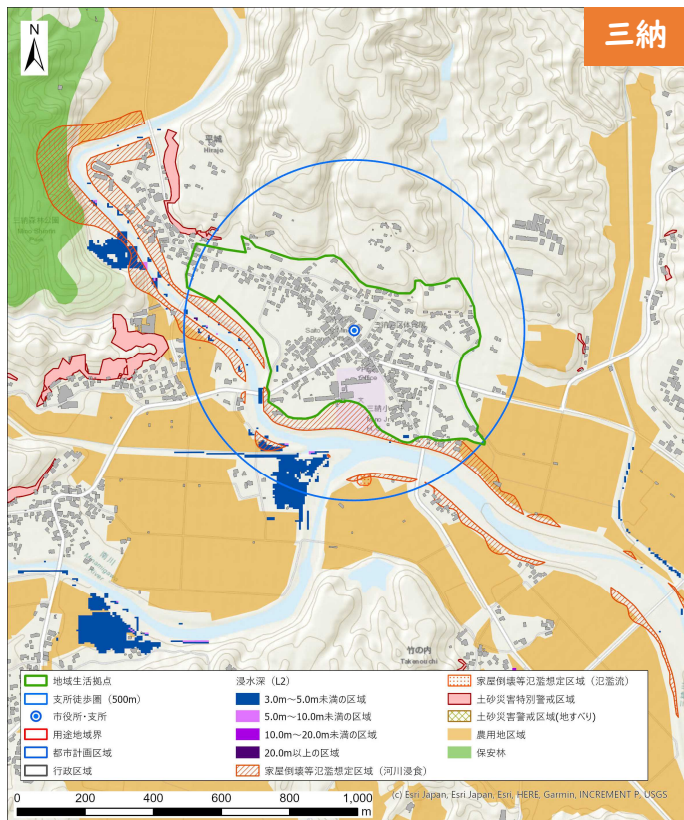 三納
N
平城
Hirajo
三納森林公園
三納小
竹の内
Takenouchi
地域生活拠点
支所徒歩圏（500m）
市役所・支所
用途地域界
都市計画区域
行政区域
浸水深（L2）
3.0m～5.0m未満の区域
5.0m～10.0m未満の区域
10.0m～20.0m未満の区域
20.0m以上の区域
家屋倒壊等氾濫想定区域（河川浸食）
家屋倒壊等氾濫想定区域（氾濫流）
土砂災害特別警戒区域
土砂災害警戒区域(地すべり)
農用地区域
保安林
0 200 400 600 800 1,000
m
(c) Esri Japan, Esri Japan, Esri, HERE, Garmin, INCREMENT P, USGS